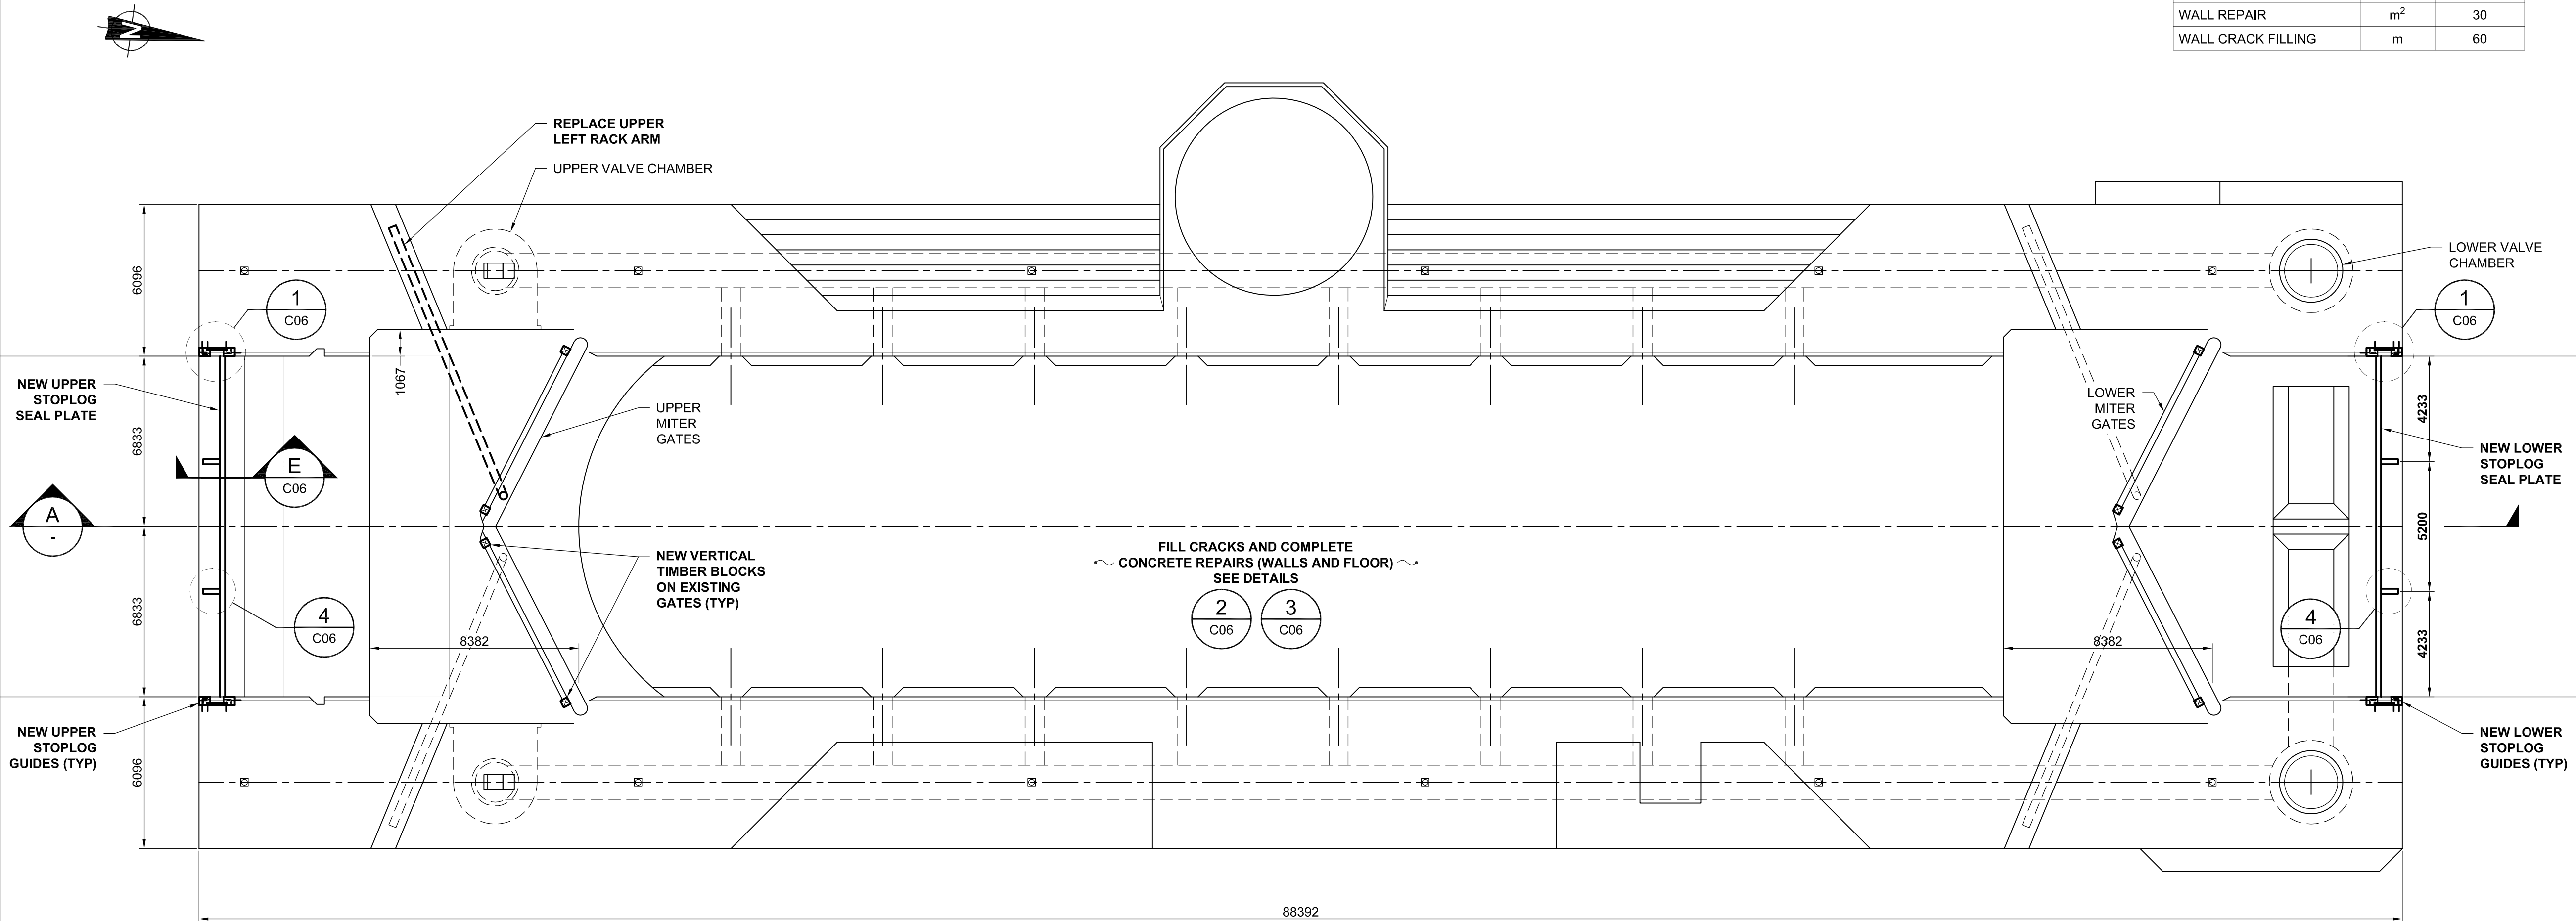 N
WALL REPAIR m² 30
WALL CRACK FILLING m 60
REPLACE UPPER
LEFT RACK ARM
UPPER VALVE CHAMBER
LOWER VALVE
CHAMBER
6096
1
C06
1
C06
1067
NEW UPPER
STOPLOG
SEAL PLATE
6833
UPPER
MITER
GATES
LOWER
MITER
GATES
4233
E
C06
NEW LOWER
STOPLOG
SEAL PLATE
A
-
5200
NEW VERTICAL
TIMBER BLOCKS
ON EXISTING
GATES (TYP)
FILL CRACKS AND COMPLETE
CONCRETE REPAIRS (WALLS AND FLOOR)
SEE DETAILS
2
C06
3
C06
6833
4
C06
4
C06
8382
8382
4233
NEW UPPER
STOPLOG
GUIDES (TYP)
NEW LOWER
STOPLOG
GUIDES (TYP)
6096
88392